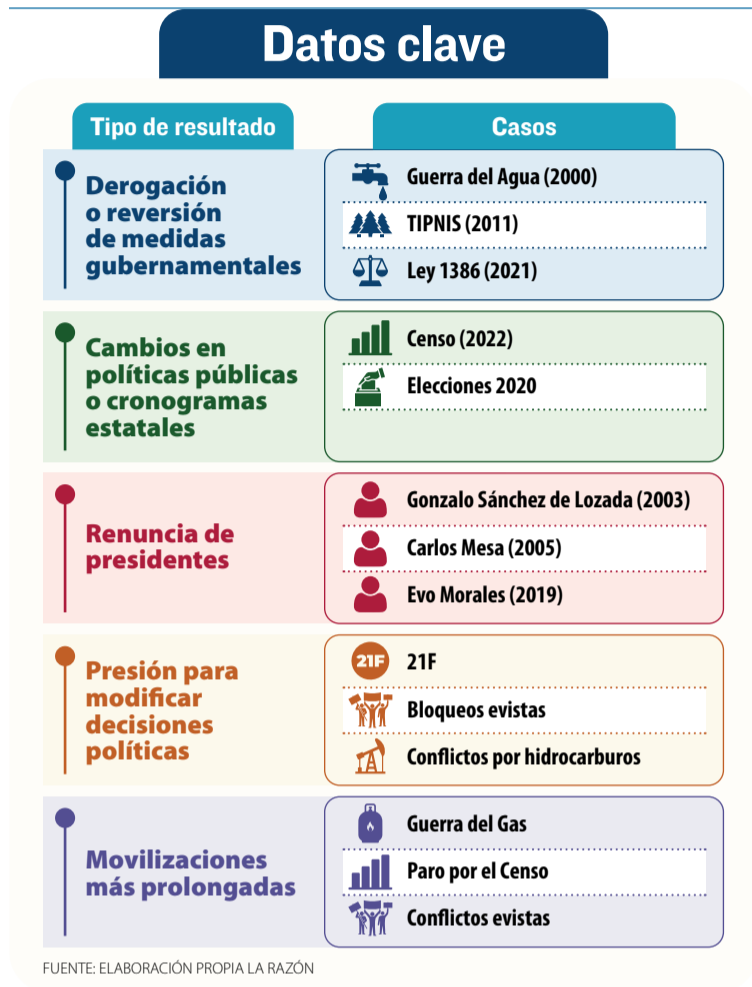 Datos clave
Tipo de resultado
Casos
Derogación
o reversión
de medidas
gubernamentales
Guerra del Agua (2000)
TIPNIS (2011)
Ley 1386 (2021)
Cambios en
políticas públicas
o cronogramas
estatales
Censo (2022)
Elecciones 2020
Renuncia de
presidentes
Gonzalo Sánchez de Lozada (2003)
Carlos Mesa (2005)
Evo Morales (2019)
Presión para
modificar
decisiones
políticas
21F
21F
Bloqueos evistas
Conflictos por hidrocarburos
Movilizaciones
más prolongadas
Guerra del Gas
Paro por el Censo
Conflictos evistas
FUENTE: ELABORACIÓN PROPIA LA RAZÓN